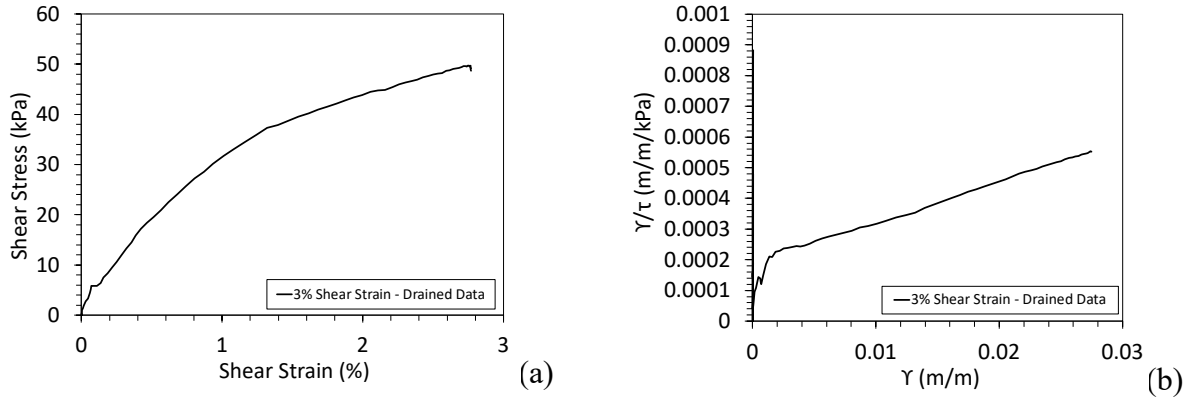 60
50
40
30
20
10
0
Shear Stress (kPa)
0 1 2 3
Shear Strain (%)
3% Shear Strain - Drained Data
(a)
0.001
0.0009
0.0008
0.0007
0.0006
0.0005
0.0004
0.0003
0.0002
0.0001
0
ϒ/τ (m/m/kPa)
0 0.01 0.02 0.03
ϒ (m/m)
3% Shear Strain - Drained Data
(b)